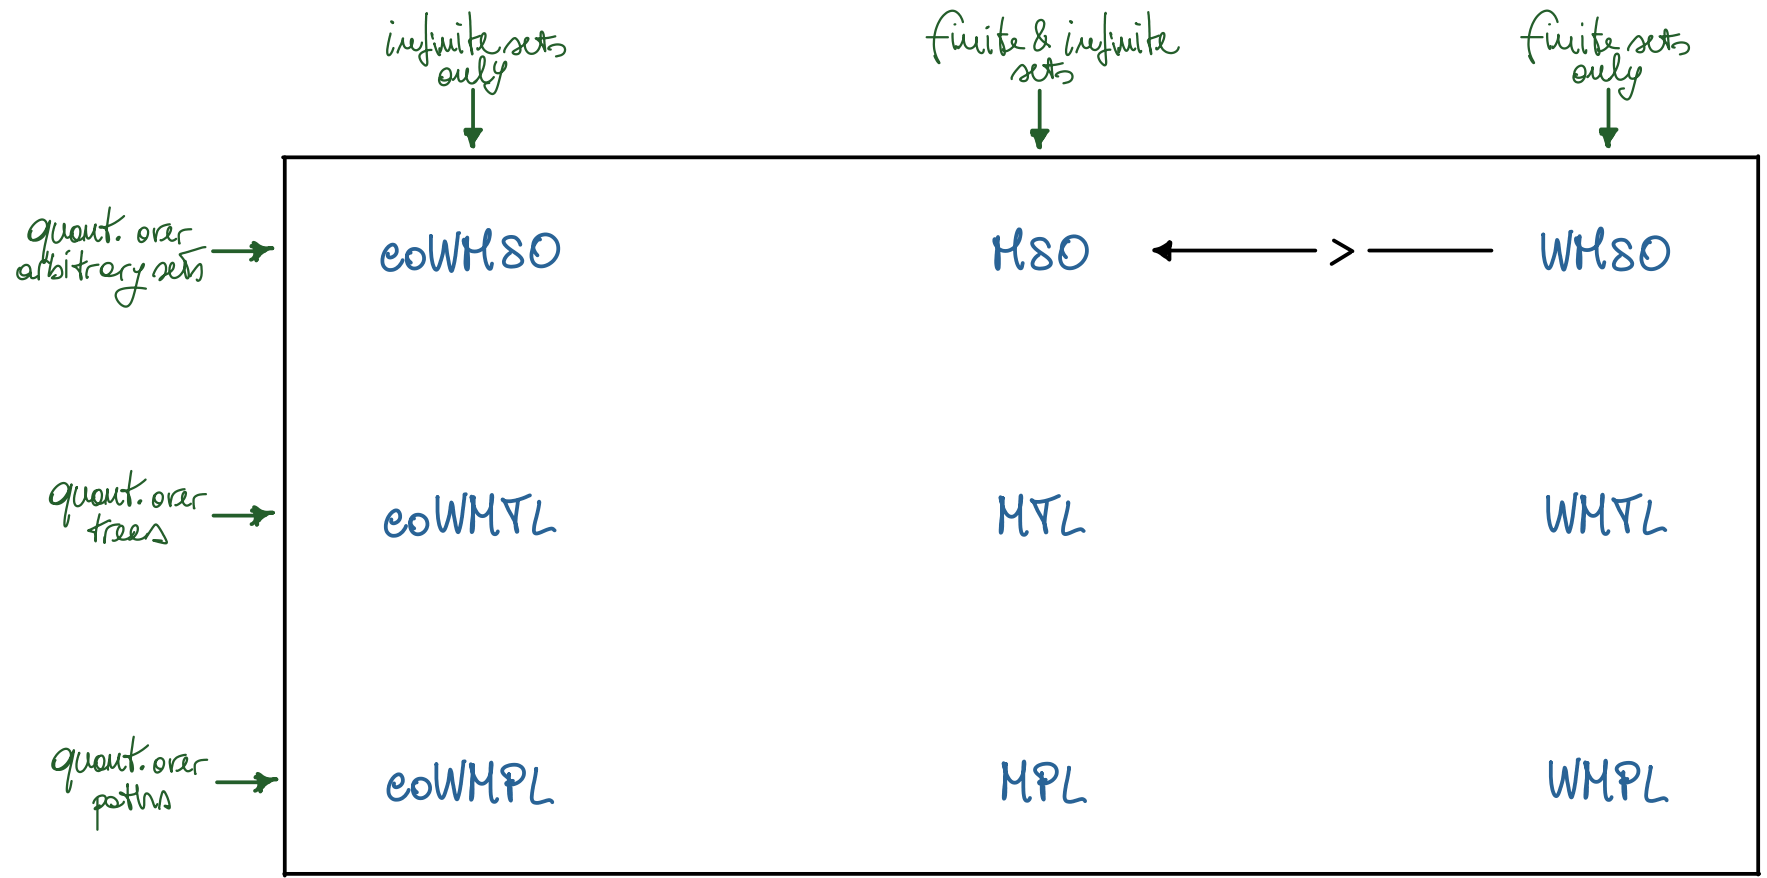 infinite sets
only
finite & infinite
sets
finite sets
only
quant. over
arbitrary sets
coWMSO
MSO
>
WMSO
quant. over
trees
coWMTL
MTL
WMTL
quant. over
paths
coWMPL
MPL
WMPL